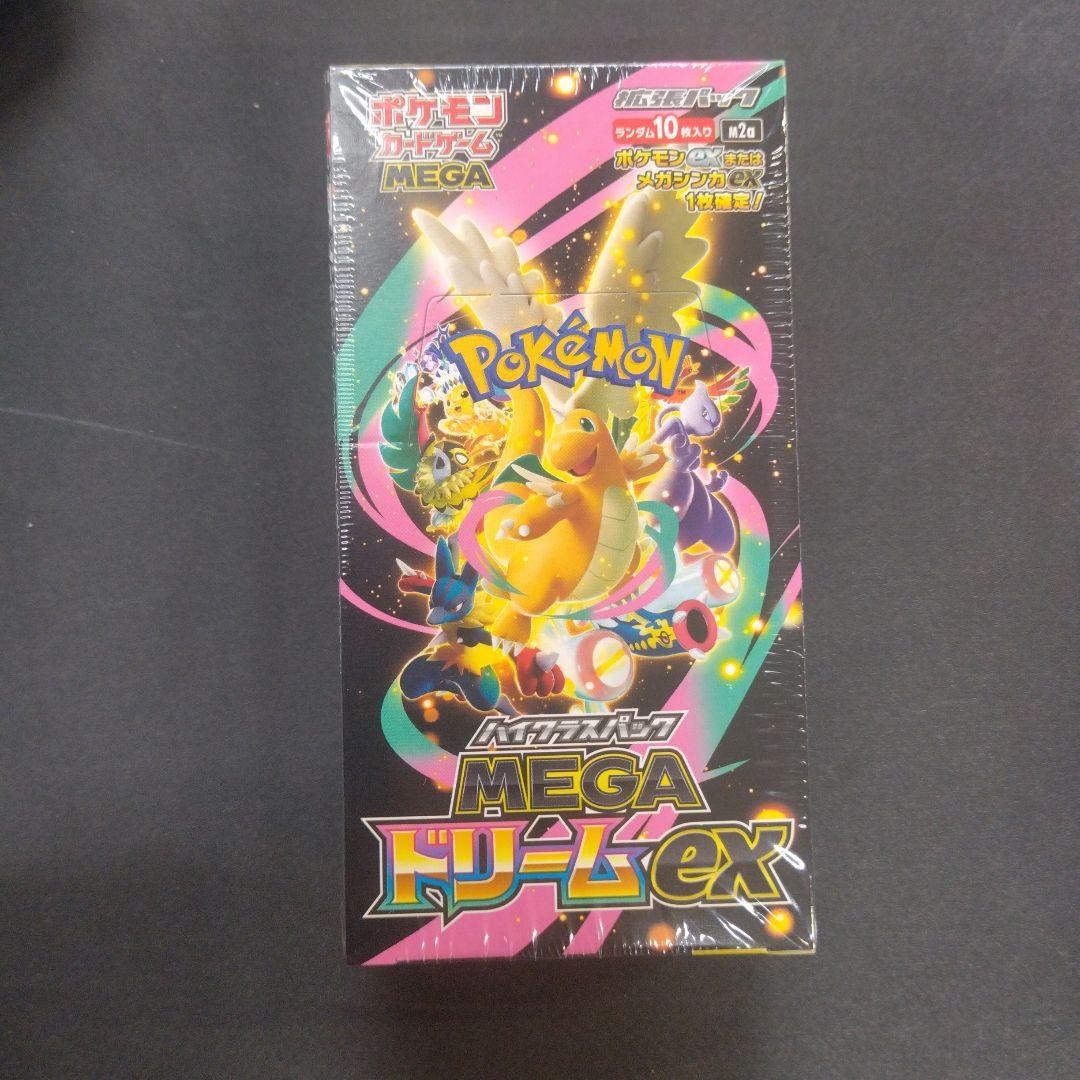 ポケモン
カードゲーム™
MEGA
拡張パック
ランダム10枚入り M2a
ポケモンexまたは
メガシンカex
1枚確定!
POKéMON™
ハイクラスパック
MEGA
ドリームex